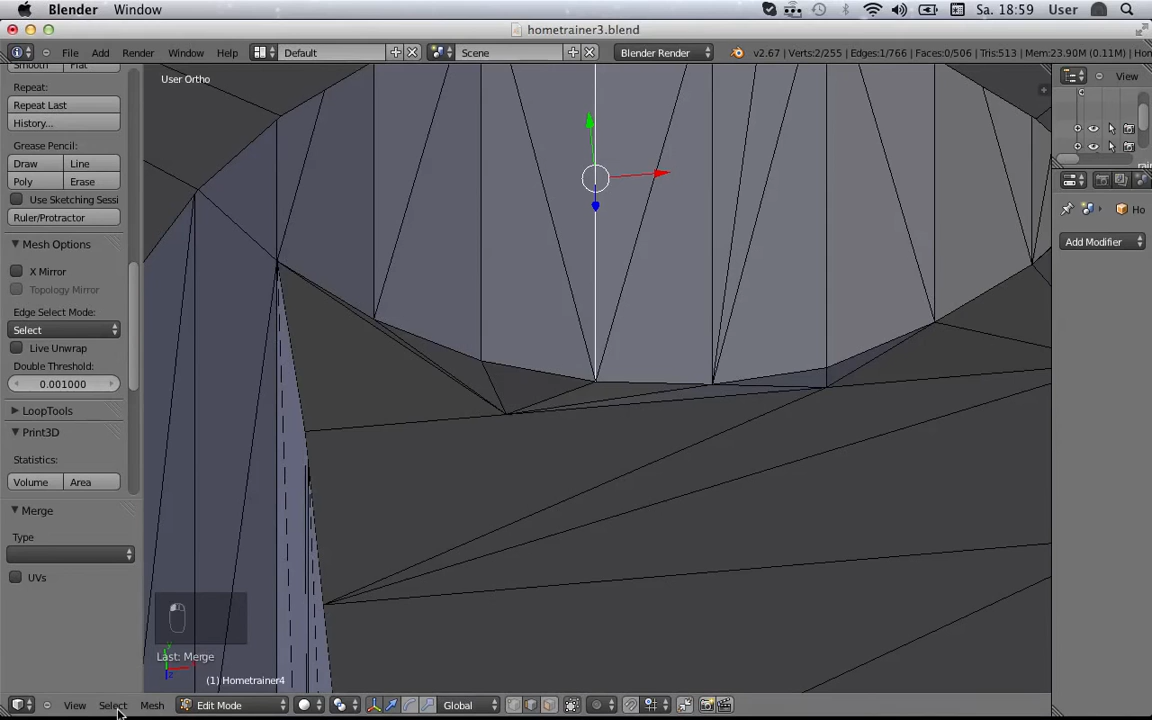 Blender Window Sa. 18:59 User
hometrainer3.blend
File Add Render Window Help Default Scene Blender Render v2.67 | Verts:2/255 | Edges:1/766 | Faces:0/506 | Tris:513 | Mem:23.90M (0.11M) | Ho
Smooth Flat
User Ortho
View
Repeat:
Repeat Last
History...
Grease Pencil:
Draw Line
Poly Erase
Use Sketching Sessi
Ruler/Protractor
Ho
Mesh Options
Add Modifier
X Mirror
Topology Mirror
Edge Select Mode:
Select
Live Unwrap
Double Threshold:
0.001000
LoopTools
Print3D
Statistics:
Volume Area
Merge
Type
UVs
Last: Merge
(1) Hometrainer4
View Select Mesh Edit Mode Global